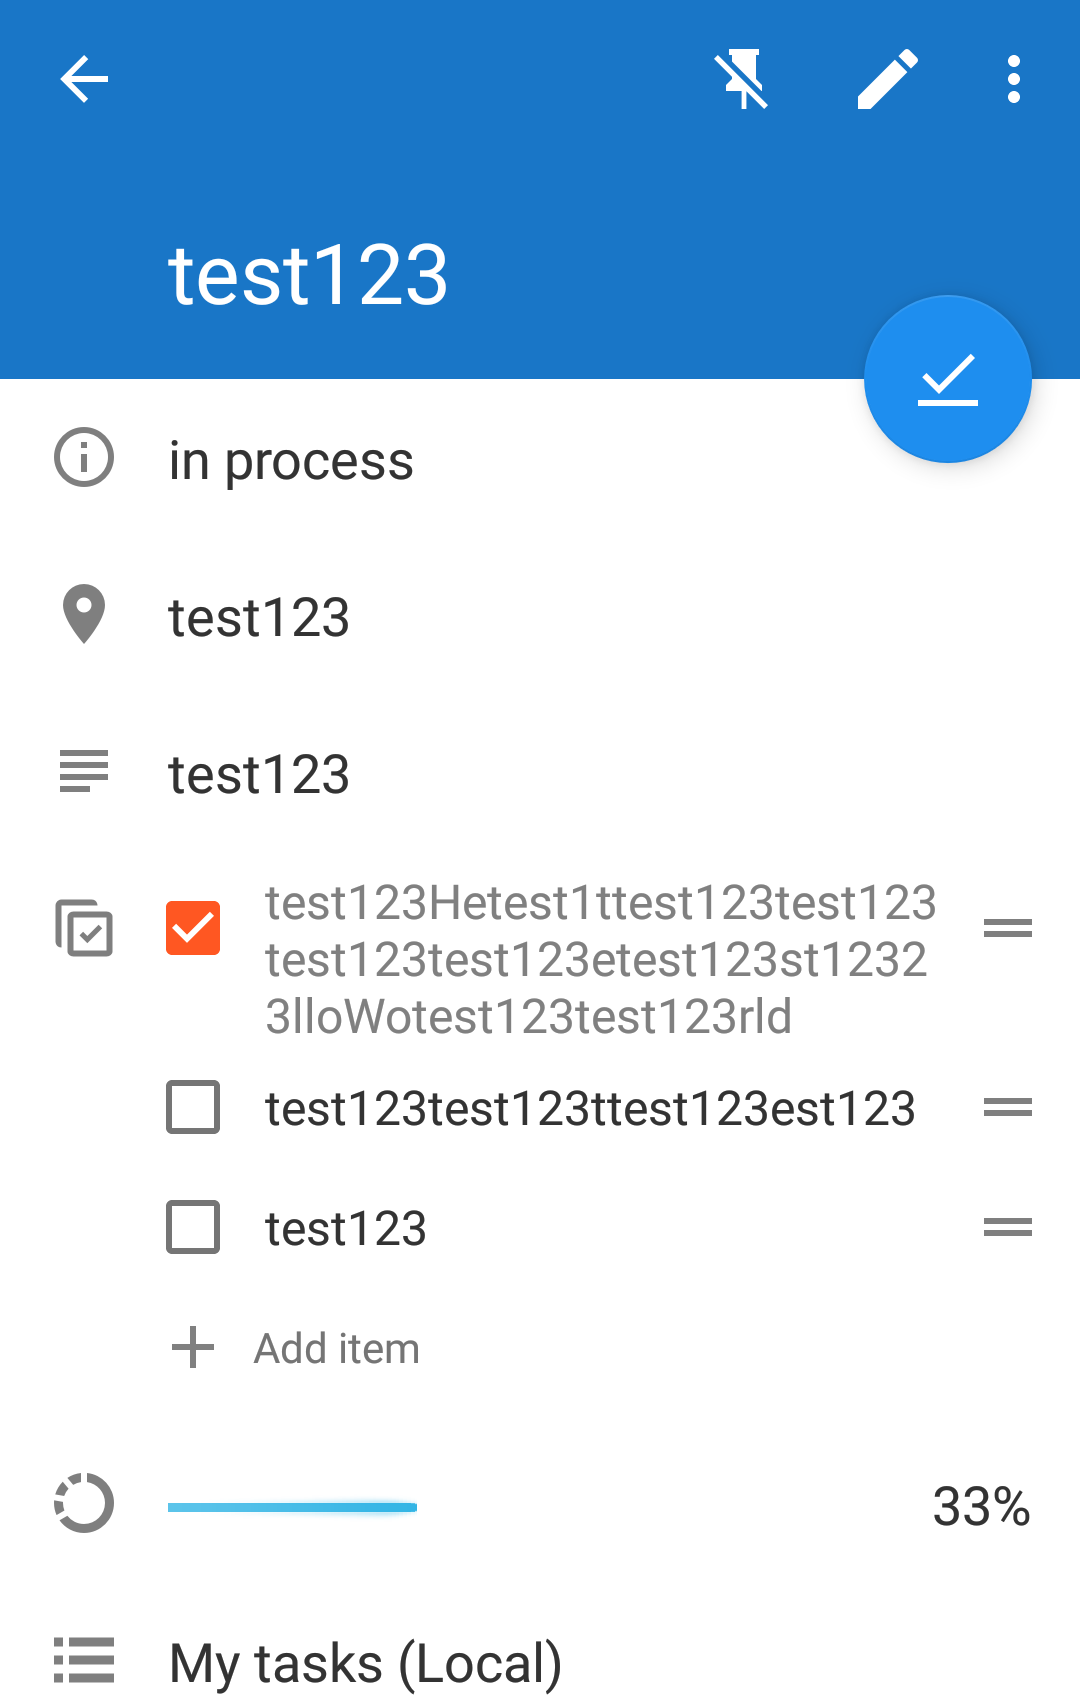 test123
in process
test123
test123
test123Hetest1ttest123test123
test123test123etest123st1232
3lloWotest123test123rld
test123test123ttest123est123
test123
Add item
33%
My tasks (Local)